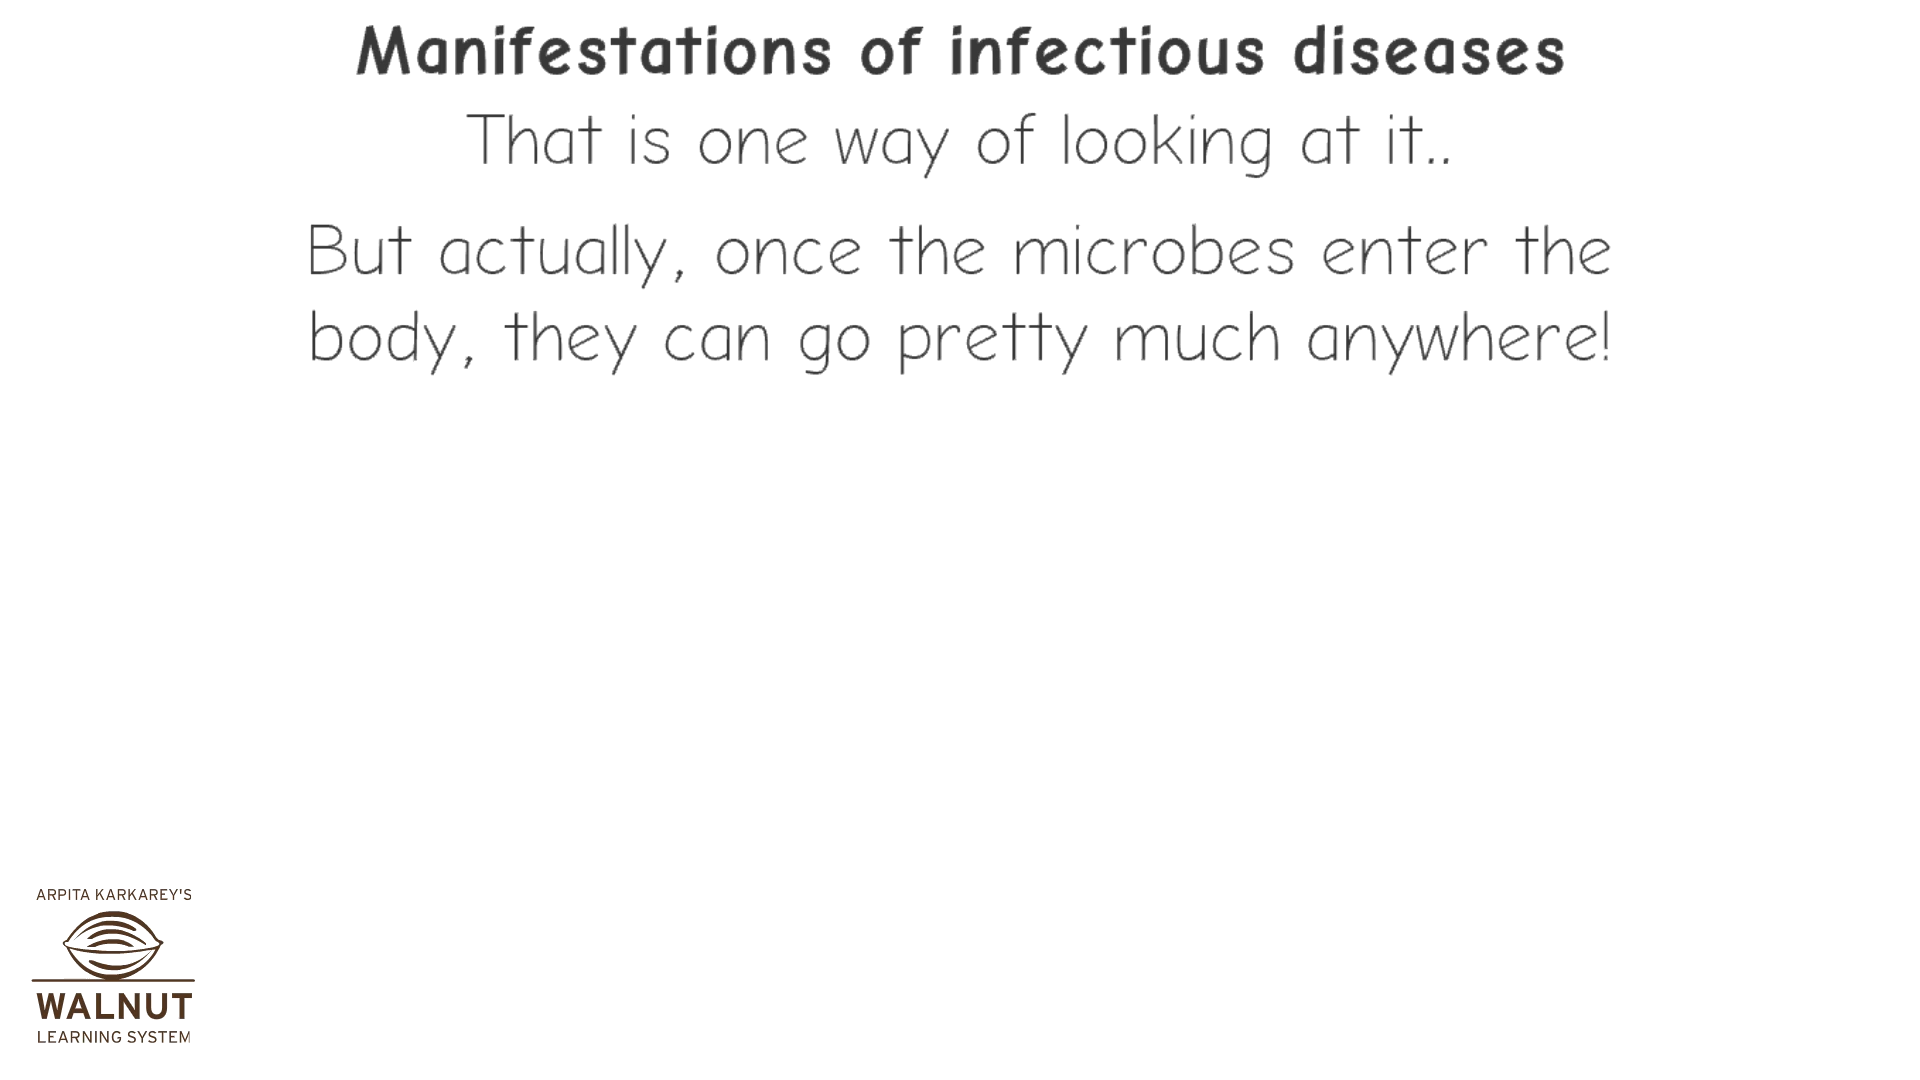 Manifestations of infectious diseases
That is one way of looking at it..
But actually, once the microbes enter the
body, they can go pretty much anywhere!
ARPITA KARKAREY'S
WALNUT
LEARNING SYSTEM